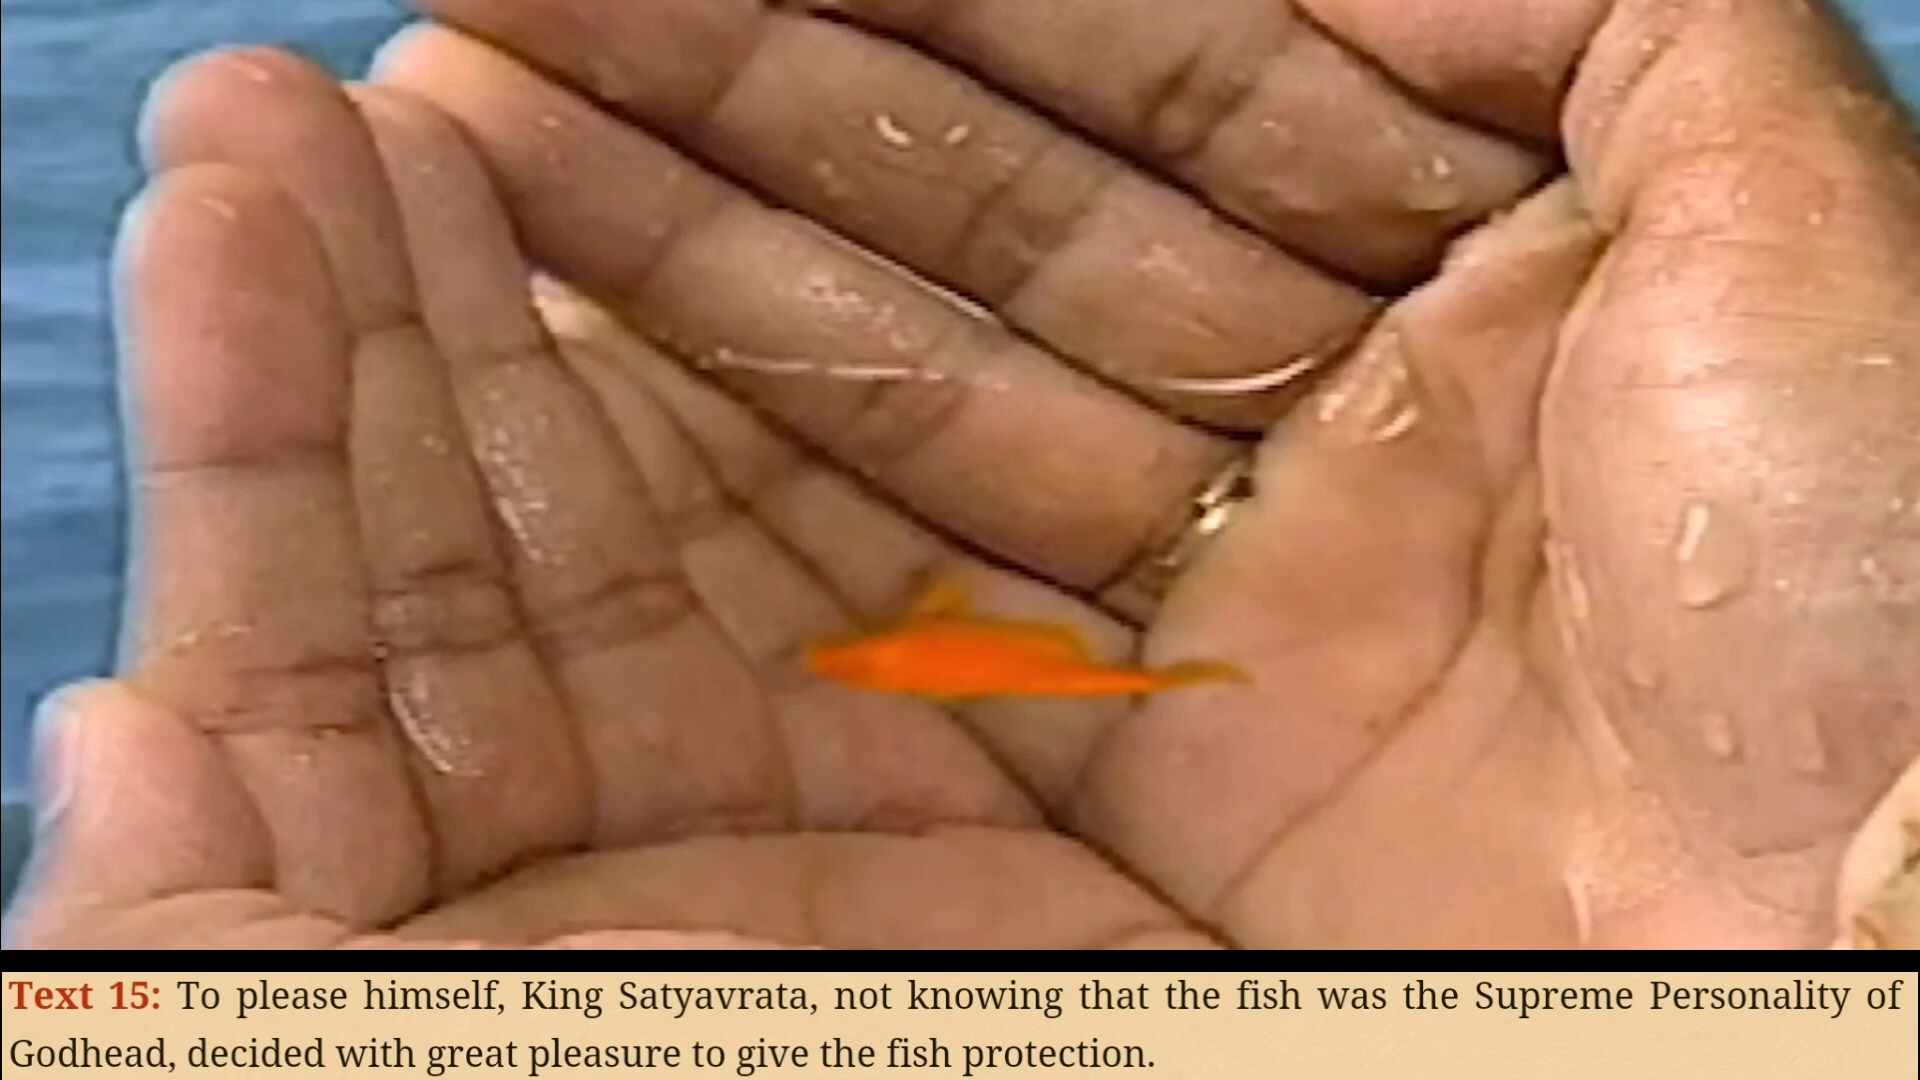 Text 15: To please himself, King Satyavrata, not knowing that the fish was the Supreme Personality of
Godhead, decided with great pleasure to give the fish protection.